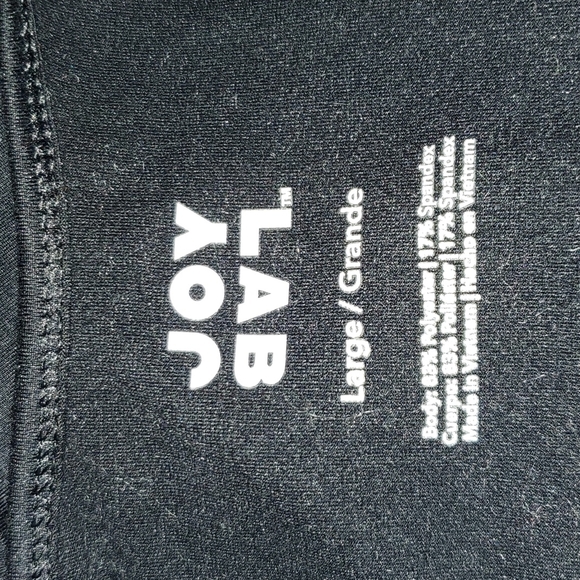 JOY
LAB™
Large / Grande
Body: 83% Polyester | 17% Spandex
Cuerpo: 83% Poliéster | 17% Spandex
Made in Vietnam | Hecho en Vietnam